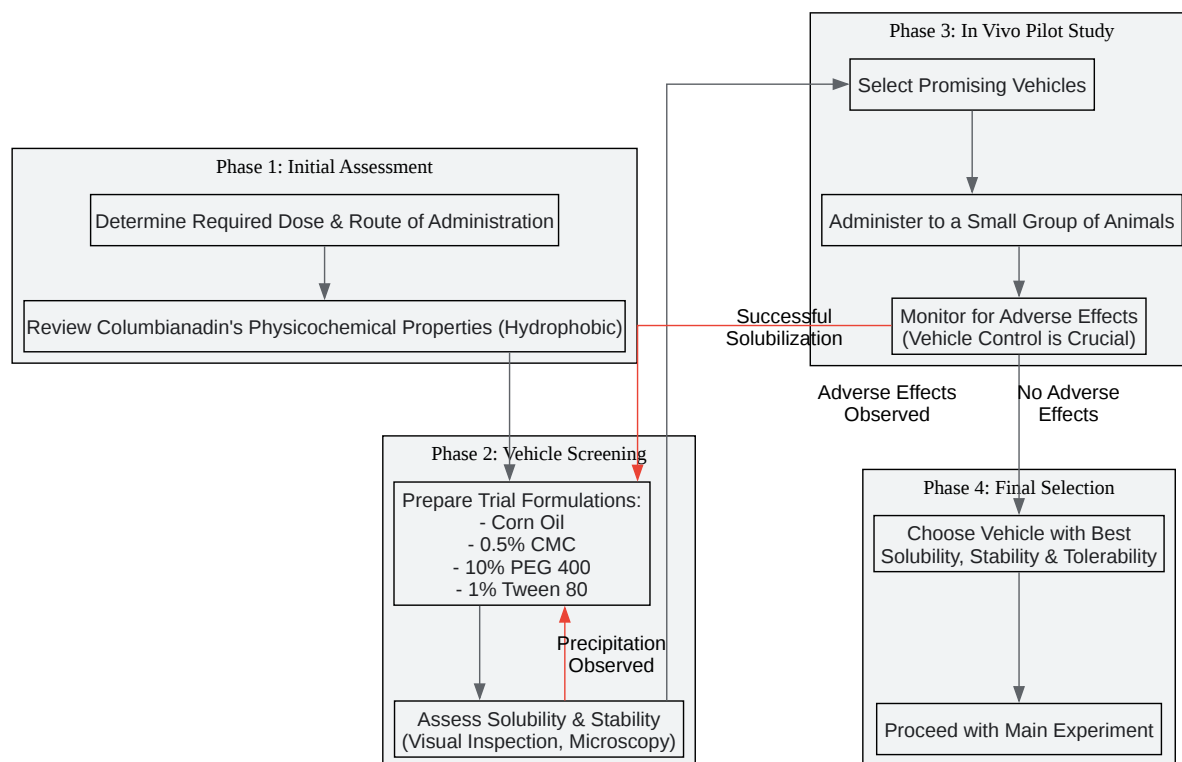 Phase 1: Initial Assessment
Determine Required Dose & Route of Administration
Review Columbianadin's Physicochemical Properties (Hydrophobic)
Phase 2: Vehicle Screening
Prepare Trial Formulations:
- Corn Oil
- 0.5% CMC
- 10% PEG 400
- 1% Tween 80
Precipitation
Observed
Assess Solubility & Stability
(Visual Inspection, Microscopy)
Successful
Solubilization
Phase 3: In Vivo Pilot Study
Select Promising Vehicles
Administer to a Small Group of Animals
Monitor for Adverse Effects
(Vehicle Control is Crucial)
Adverse Effects
Observed
No Adverse
Effects
Phase 4: Final Selection
Choose Vehicle with Best
Solubility, Stability & Tolerability
Proceed with Main Experiment